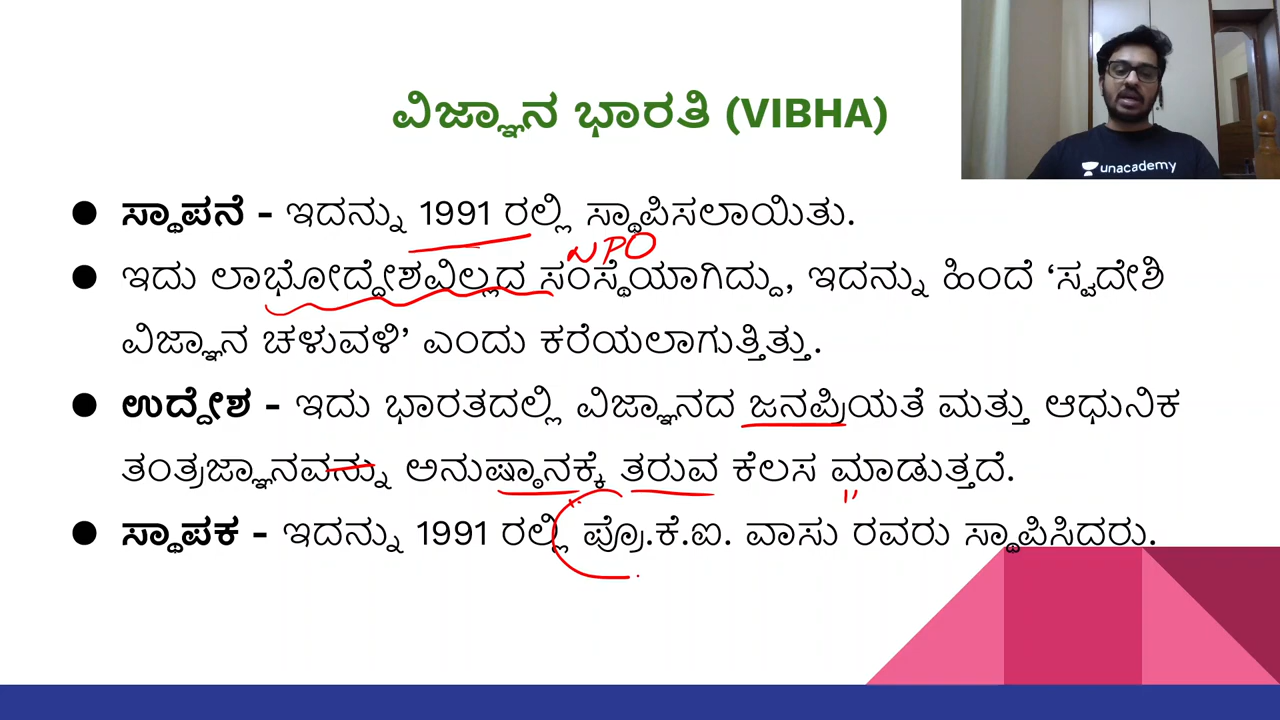 ವಿಜ್ಞಾನ ಭಾರತಿ (VIBHA)
unacademy
● ಸ್ಥಾಪನೆ - ಇದನ್ನು 1991 ರಲ್ಲಿ ಸ್ಥಾಪಿಸಲಾಯಿತು.
NPO
● ಇದು ಲಾಭೋದ್ದೇಶವಿಲ್ಲದ ಸಂಸ್ಥೆಯಾಗಿದ್ದು, ಇದನ್ನು ಹಿಂದೆ ‘ಸ್ವದೇಶಿ
ವಿಜ್ಞಾನ ಚಳುವಳಿ’ ಎಂದು ಕರೆಯಲಾಗುತ್ತಿತ್ತು.
● ಉದ್ದೇಶ - ಇದು ಭಾರತದಲ್ಲಿ ವಿಜ್ಞಾನದ ಜನಪ್ರಿಯತೆ ಮತ್ತು ಆಧುನಿಕ
ತಂತ್ರಜ್ಞಾನವನ್ನು ಅನುಷ್ಠಾನಕ್ಕೆ ತರುವ ಕೆಲಸ ಮಾಡುತ್ತದೆ.
● ಸ್ಥಾಪಕ - ಇದನ್ನು 1991 ರಲ್ಲಿ ಪ್ರೊ.ಕೆ.ಐ. ವಾಸು ರವರು ಸ್ಥಾಪಿಸಿದರು.